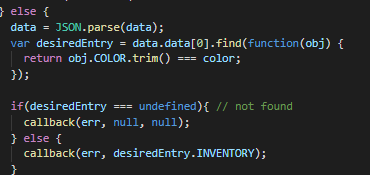 } else {
data = JSON.parse(data);
var desiredEntry = data.data[0].find(function(obj) {
return obj.COLOR.trim() === color;
});
if(desiredEntry === undefined){ // not found
callback(err, null, null);
} else {
callback(err, desiredEntry.INVENTORY);
}